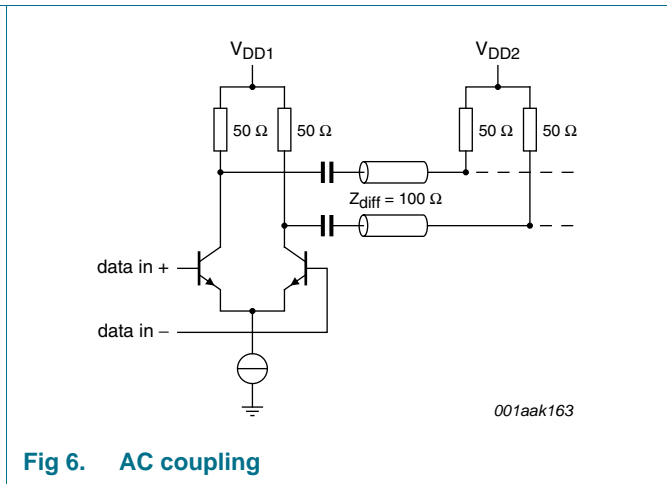 VDD1
VDD2
50 Ω
50 Ω
50 Ω
50 Ω
Zdiff = 100 Ω
data in +
data in −
001aak163
Fig 6. AC coupling